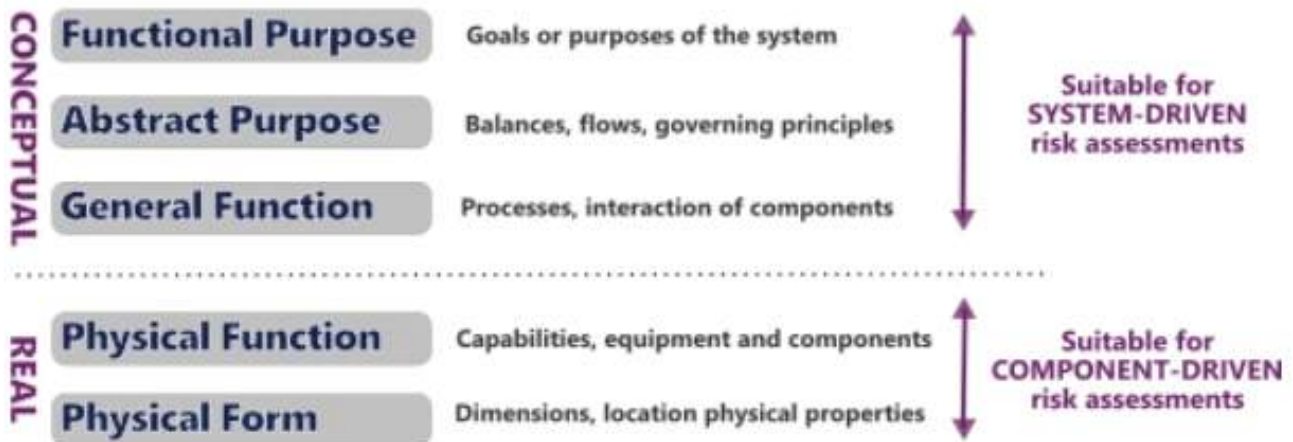 CONCEPTUAL
Functional Purpose
Goals or purposes of the system
Abstract Purpose
Balances, flows, governing principles
General Function
Processes, interaction of components
Suitable for
SYSTEM-DRIVEN
risk assessments
REAL
Physical Function
Capabilities, equipment and components
Physical Form
Dimensions, location physical properties
Suitable for
COMPONENT-DRIVEN
risk assessments